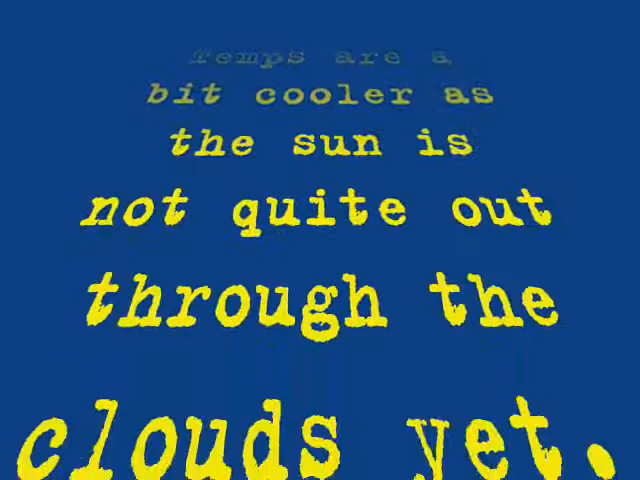 Temps are a
bit cooler as
the sun is
not quite out
through the
clouds yet.